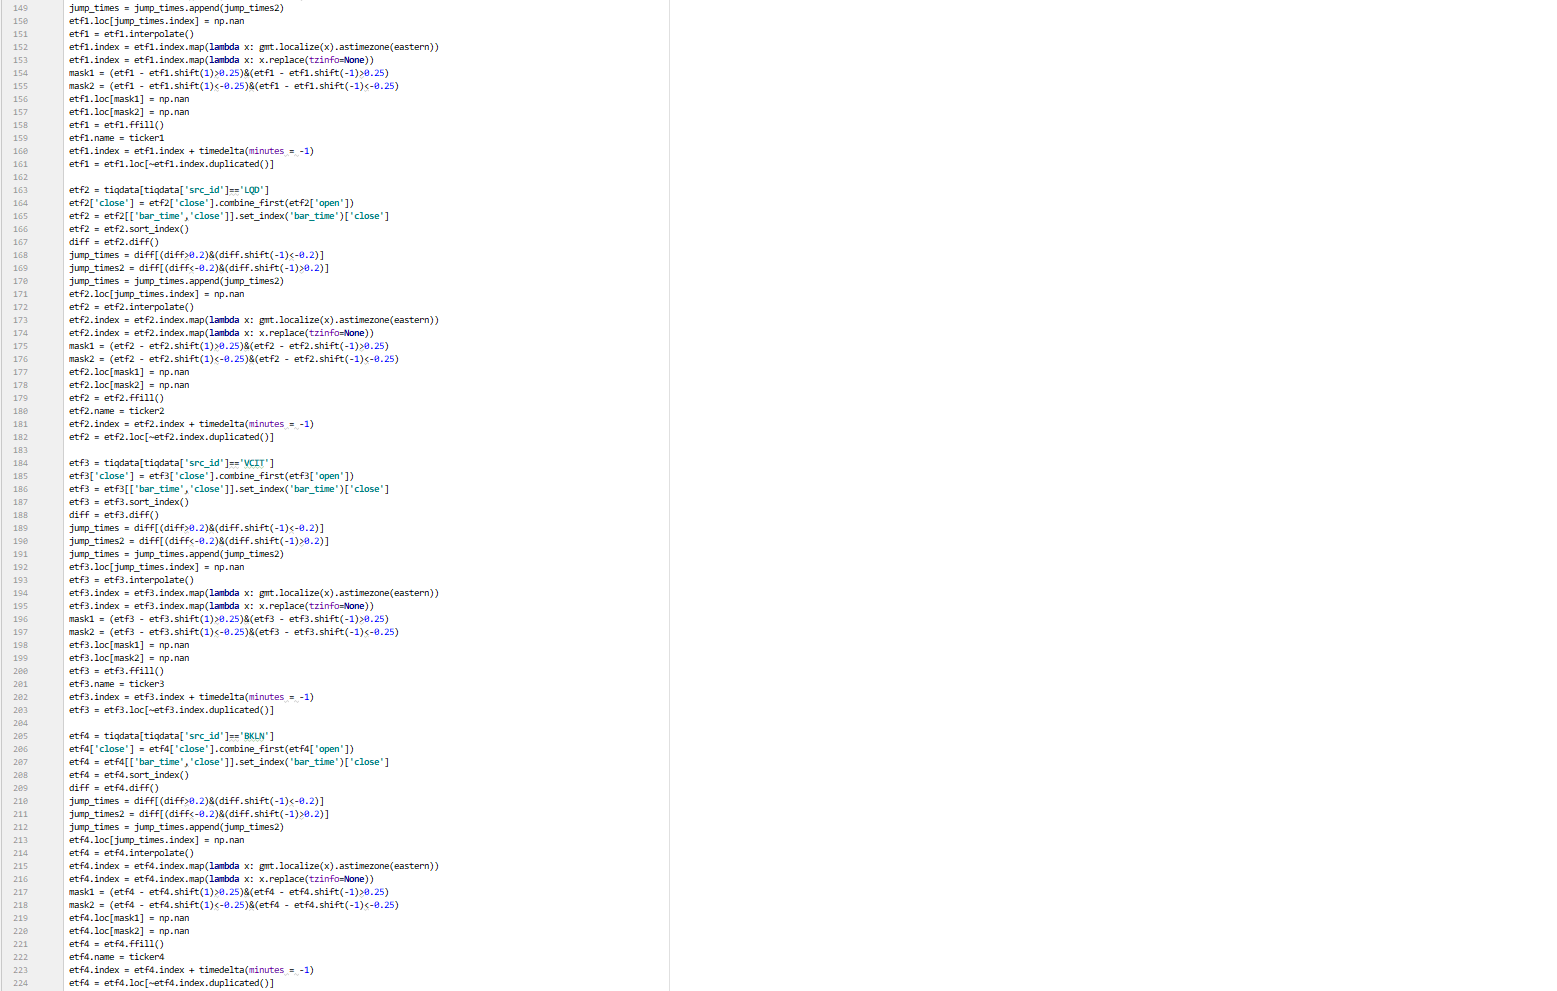 149 jump_times = jump_times.append(jump_times2)
150 etf1.loc[jump_times.index] = np.nan
151 etf1 = etf1.interpolate()
152 etf1.index = etf1.index.map(lambda x: gmt.localize(x).astimezone(eastern))
153 etf1.index = etf1.index.map(lambda x: x.replace(tzinfo=None))
154 mask1 = (etf1 - etf1.shift(1)>0.25)&(etf1 - etf1.shift(-1)>0.25)
155 mask2 = (etf1 - etf1.shift(1)<-0.25)&(etf1 - etf1.shift(-1)<-0.25)
156 etf1.loc[mask1] = np.nan
157 etf1.loc[mask2] = np.nan
158 etf1 = etf1.ffill()
159 etf1.name = ticker1
160 etf1.index = etf1.index + timedelta(minutes = -1)
161 etf1 = etf1.loc[~etf1.index.duplicated()]
162
163 etf2 = tiqdata[tiqdata['src_id']=='LQD']
164 etf2['close'] = etf2['close'].combine_first(etf2['open'])
165 etf2 = etf2[['bar_time','close']].set_index('bar_time')['close']
166 etf2 = etf2.sort_index()
167 diff = etf2.diff()
168 jump_times = diff[(diff>0.2)&(diff.shift(-1)<-0.2)]
169 jump_times2 = diff[(diff<-0.2)&(diff.shift(-1)>0.2)]
170 jump_times = jump_times.append(jump_times2)
171 etf2.loc[jump_times.index] = np.nan
172 etf2 = etf2.interpolate()
173 etf2.index = etf2.index.map(lambda x: gmt.localize(x).astimezone(eastern))
174 etf2.index = etf2.index.map(lambda x: x.replace(tzinfo=None))
175 mask1 = (etf2 - etf2.shift(1)>0.25)&(etf2 - etf2.shift(-1)>0.25)
176 mask2 = (etf2 - etf2.shift(1)<-0.25)&(etf2 - etf2.shift(-1)<-0.25)
177 etf2.loc[mask1] = np.nan
178 etf2.loc[mask2] = np.nan
179 etf2 = etf2.ffill()
180 etf2.name = ticker2
181 etf2.index = etf2.index + timedelta(minutes = -1)
182 etf2 = etf2.loc[~etf2.index.duplicated()]
183
184 etf3 = tiqdata[tiqdata['src_id']=='VCIT']
185 etf3['close'] = etf3['close'].combine_first(etf3['open'])
186 etf3 = etf3[['bar_time','close']].set_index('bar_time')['close']
187 etf3 = etf3.sort_index()
188 diff = etf3.diff()
189 jump_times = diff[(diff>0.2)&(diff.shift(-1)<-0.2)]
190 jump_times2 = diff[(diff<-0.2)&(diff.shift(-1)>0.2)]
191 jump_times = jump_times.append(jump_times2)
192 etf3.loc[jump_times.index] = np.nan
193 etf3 = etf3.interpolate()
194 etf3.index = etf3.index.map(lambda x: gmt.localize(x).astimezone(eastern))
195 etf3.index = etf3.index.map(lambda x: x.replace(tzinfo=None))
196 mask1 = (etf3 - etf3.shift(1)>0.25)&(etf3 - etf3.shift(-1)>0.25)
197 mask2 = (etf3 - etf3.shift(1)<-0.25)&(etf3 - etf3.shift(-1)<-0.25)
198 etf3.loc[mask1] = np.nan
199 etf3.loc[mask2] = np.nan
200 etf3 = etf3.ffill()
201 etf3.name = ticker3
202 etf3.index = etf3.index + timedelta(minutes = -1)
203 etf3 = etf3.loc[~etf3.index.duplicated()]
204
205 etf4 = tiqdata[tiqdata['src_id']=='BKLN']
206 etf4['close'] = etf4['close'].combine_first(etf4['open'])
207 etf4 = etf4[['bar_time','close']].set_index('bar_time')['close']
208 etf4 = etf4.sort_index()
209 diff = etf4.diff()
210 jump_times = diff[(diff>0.2)&(diff.shift(-1)<-0.2)]
211 jump_times2 = diff[(diff<-0.2)&(diff.shift(-1)>0.2)]
212 jump_times = jump_times.append(jump_times2)
213 etf4.loc[jump_times.index] = np.nan
214 etf4 = etf4.interpolate()
215 etf4.index = etf4.index.map(lambda x: gmt.localize(x).astimezone(eastern))
216 etf4.index = etf4.index.map(lambda x: x.replace(tzinfo=None))
217 mask1 = (etf4 - etf4.shift(1)>0.25)&(etf4 - etf4.shift(-1)>0.25)
218 mask2 = (etf4 - etf4.shift(1)<-0.25)&(etf4 - etf4.shift(-1)<-0.25)
219 etf4.loc[mask1] = np.nan
220 etf4.loc[mask2] = np.nan
221 etf4 = etf4.ffill()
222 etf4.name = ticker4
223 etf4.index = etf4.index + timedelta(minutes = -1)
224 etf4 = etf4.loc[~etf4.index.duplicated()]